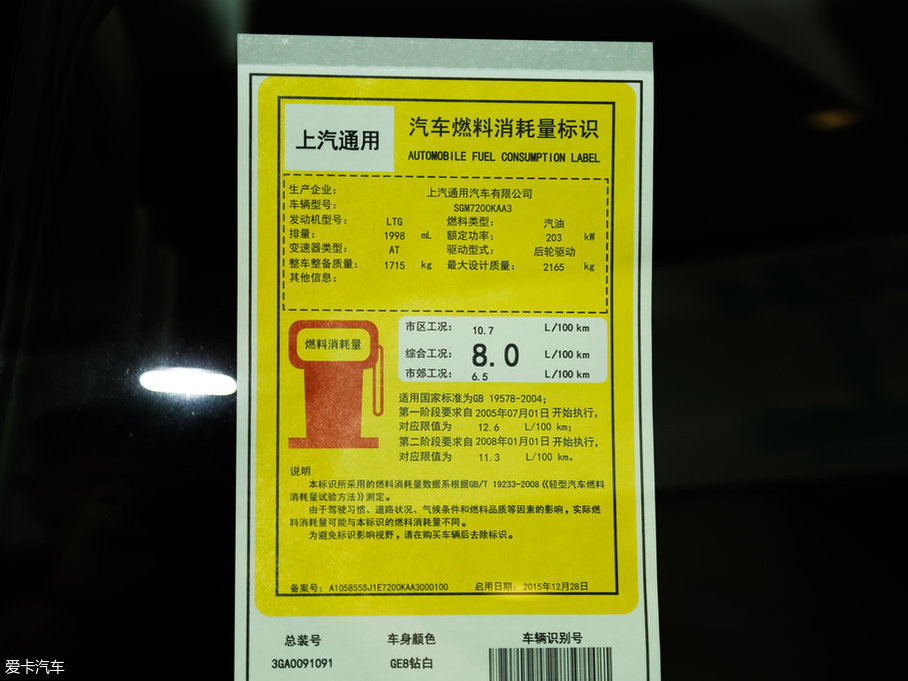 上汽通用
汽车燃料消耗量标识
AUTOMOBILE FUEL CONSUMPTION LABEL
生产企业: 上汽通用汽车有限公司
车辆型号: SGM7200KAA3
发动机型号: LTG 燃料类型: 汽油
排量: 1998 mL 额定功率: 203 kW
变速器类型: AT 驱动型式: 后轮驱动
整车整备质量: 1715 kg 最大设计质量: 2165 kg
其他信息:
燃料消耗量
市区工况: 10.7 L/100 km
综合工况: 8.0 L/100 km
市郊工况: 6.5 L/100 km
适用国家标准为GB 19578-2004;
第一阶段要求自2005年07月01日开始执行,
对应限值为 12.6 L/100 km;
第二阶段要求自2008年01月01日开始执行,
对应限值为 11.3 L/100 km。
说明
本标识所采用的燃料消耗量数据系根据GB/T 19233-2008《轻型汽车燃料
消耗量试验方法》测定。
由于驾驶习惯、道路状况、气候条件和燃料品质等因素的影响,实际燃
料消耗量可能与本标识的燃料消耗量不同。
为避免标识影响视野,请在购买车辆后去除标识。
备案号: A105855SJ1E7200KAA3000100 启用日期: 2015年12月28日
总装号 车身颜色 车辆识别号
3GA0091091 GE8钻白
爱卡汽车